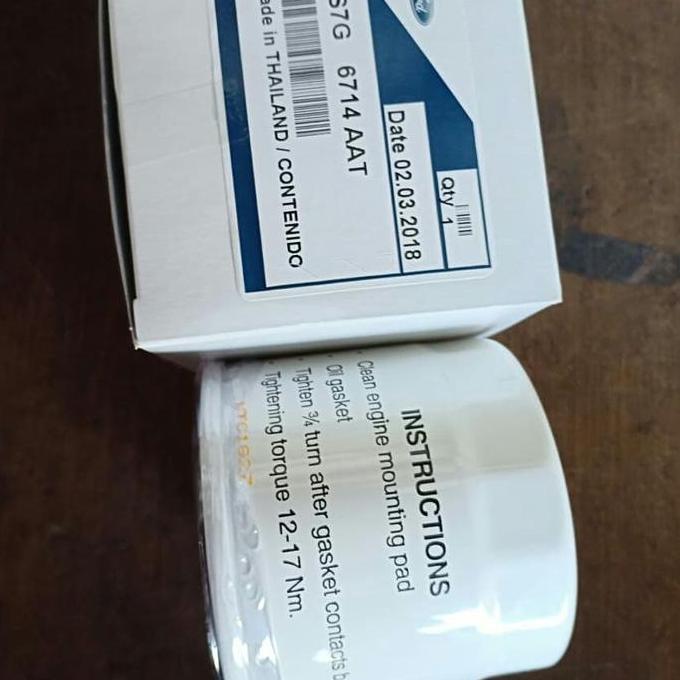 Ford
Qty 1
Date 02.03.2018
S7G 6714 AAT
ade in THAILAND / CONTENIDO
INSTRUCTIONS
· Clean engine mounting pad
· Oil gasket
· Tighten ¾ turn after gasket contacts b
· Tightening torque 12-17 Nm.